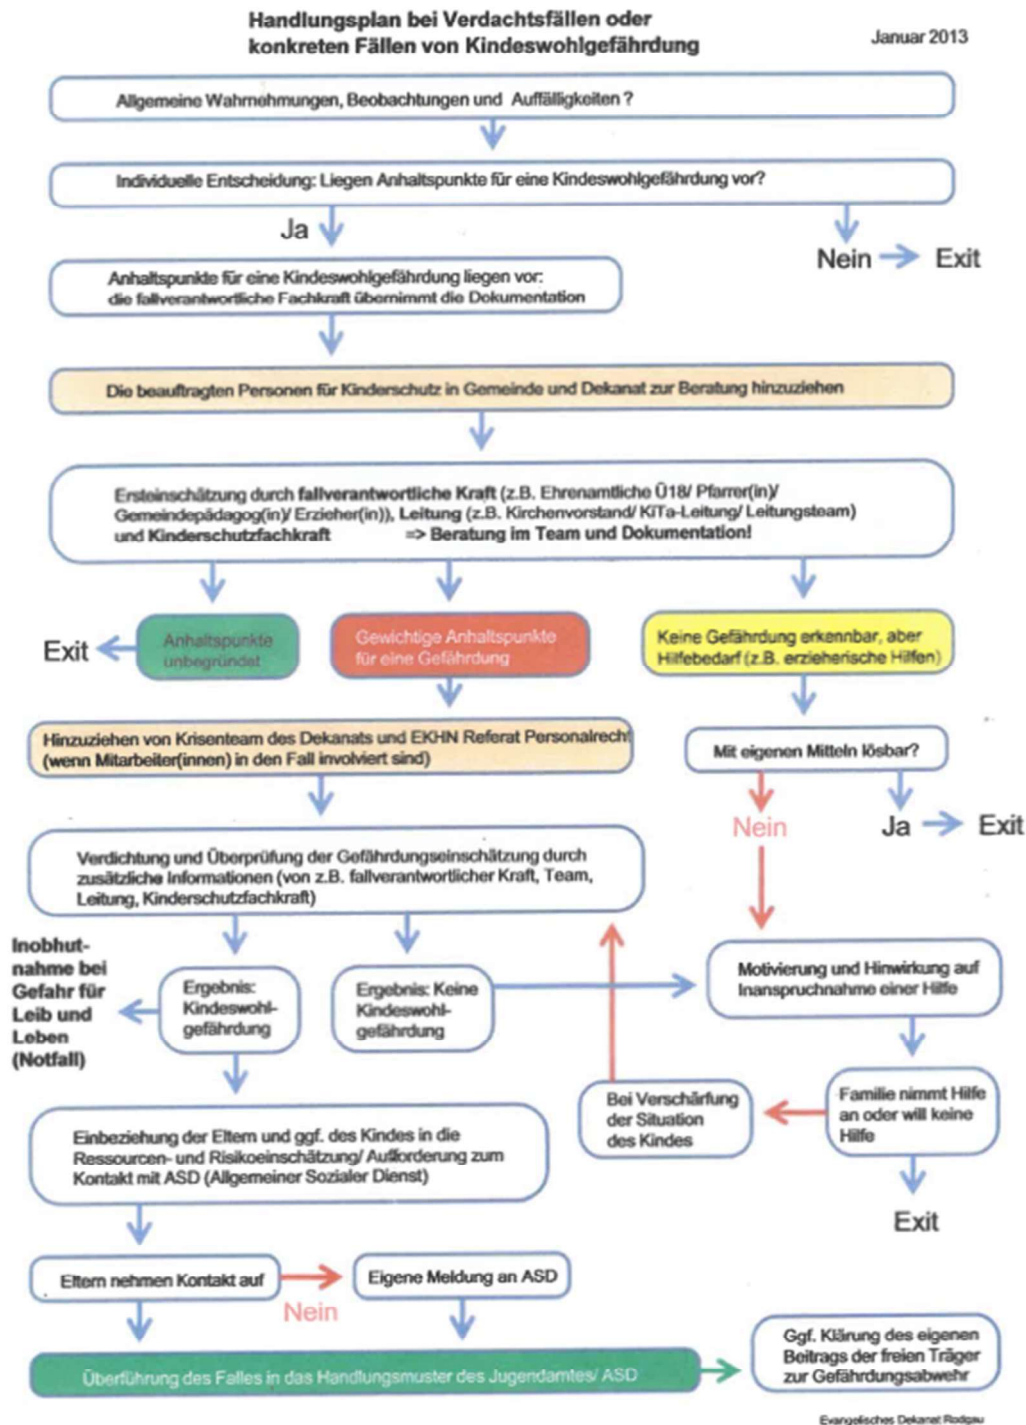 Handlungsplan bei Verdachtsfällen oder
konkreten Fällen von Kindeswohlgefährdung
Januar 2013
Allgemeine Wahrnehmungen, Beobachtungen und Auffälligkeiten ?
Individuelle Entscheidung: Liegen Anhaltspunkte für eine Kindeswohlgefährdung vor?
Ja
Nein
Exit
Anhaltspunkte für eine Kindeswohlgefährdung liegen vor:
die fallverantwortliche Fachkraft übernimmt die Dokumentation
Die beauftragten Personen für Kinderschutz in Gemeinde und Dekanat zur Beratung hinzuziehen
Ersteinschätzung durch fallverantwortliche Kraft (z.B. Ehrenamtliche Ü18/ Pfarrer(in)/
Gemeindepädagog(in)/ Erzieher(in)), Leitung (z.B. Kirchenvorstand/ KiTa-Leitung/ Leitungsteam)
und Kinderschutzfachkraft => Beratung im Team und Dokumentation!
Exit
Anhaltspunkte
unbegründet
Gewichtige Anhaltspunkte
für eine Gefährdung
Keine Gefährdung erkennbar, aber
Hilfebedarf (z.B. erzieherische Hilfen)
Hinzuziehen von Krisenteam des Dekanats und EKHN Referat Personalrecht
(wenn Mitarbeiter(innen) in den Fall involviert sind)
Mit eigenen Mitteln lösbar?
Nein
Ja
Exit
Verdichtung und Überprüfung der Gefährdungseinschätzung durch
zusätzliche Informationen (von z.B. fallverantwortlicher Kraft, Team,
Leitung, Kinderschutzfachkraft)
Inobhut-
nahme bei
Gefahr für
Leib und
Leben
(Notfall)
Ergebnis:
Kindeswohl-
gefährdung
Ergebnis: Keine
Kindeswohl-
gefährdung
Motivierung und Hinwirkung auf
Inanspruchnahme einer Hilfe
Bei Verschärfung
der Situation
des Kindes
Familie nimmt Hilfe
an oder will keine
Hilfe
Exit
Einbeziehung der Eltern und ggf. des Kindes in die
Ressourcen- und Risikoeinschätzung/ Aufforderung zum
Kontakt mit ASD (Allgemeiner Sozialer Dienst)
Eltern nehmen Kontakt auf
Nein
Eigene Meldung an ASD
Überführung des Falles in das Handlungsmuster des Jugendamtes/ ASD
Ggf. Klärung des eigenen
Beitrags der freien Träger
zur Gefährdungsabwehr
Evangelisches Dekanat Rodgau